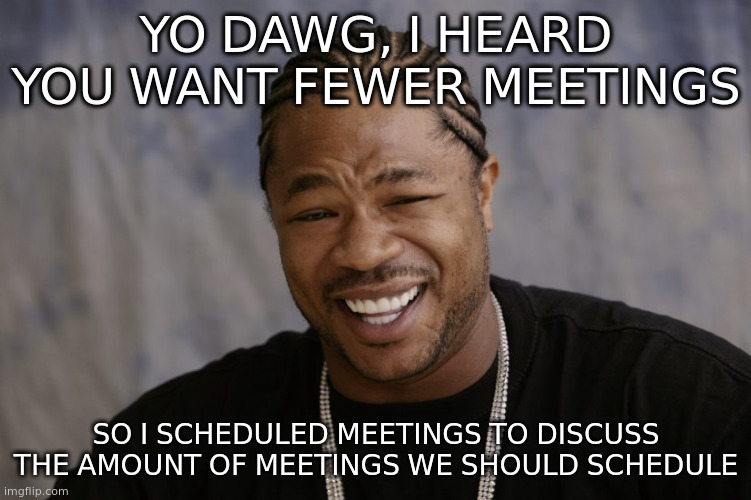 YO DAWG, I HEARD
YOU WANT FEWER MEETINGS
SO I SCHEDULED MEETINGS TO DISCUSS
THE AMOUNT OF MEETINGS WE SHOULD SCHEDULE
imgflip.com